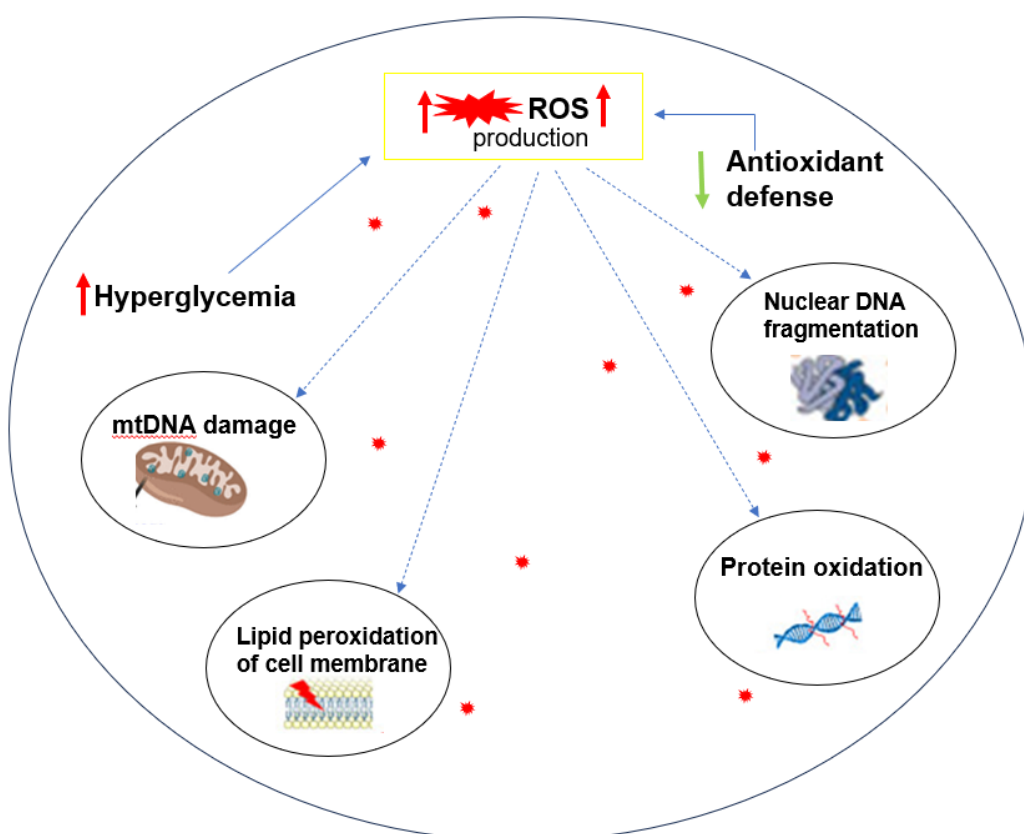 ROS
production
Antioxidant
defense
Hyperglycemia
Nuclear DNA
fragmentation
mtDNA damage
Protein oxidation
Lipid peroxidation
of cell membrane